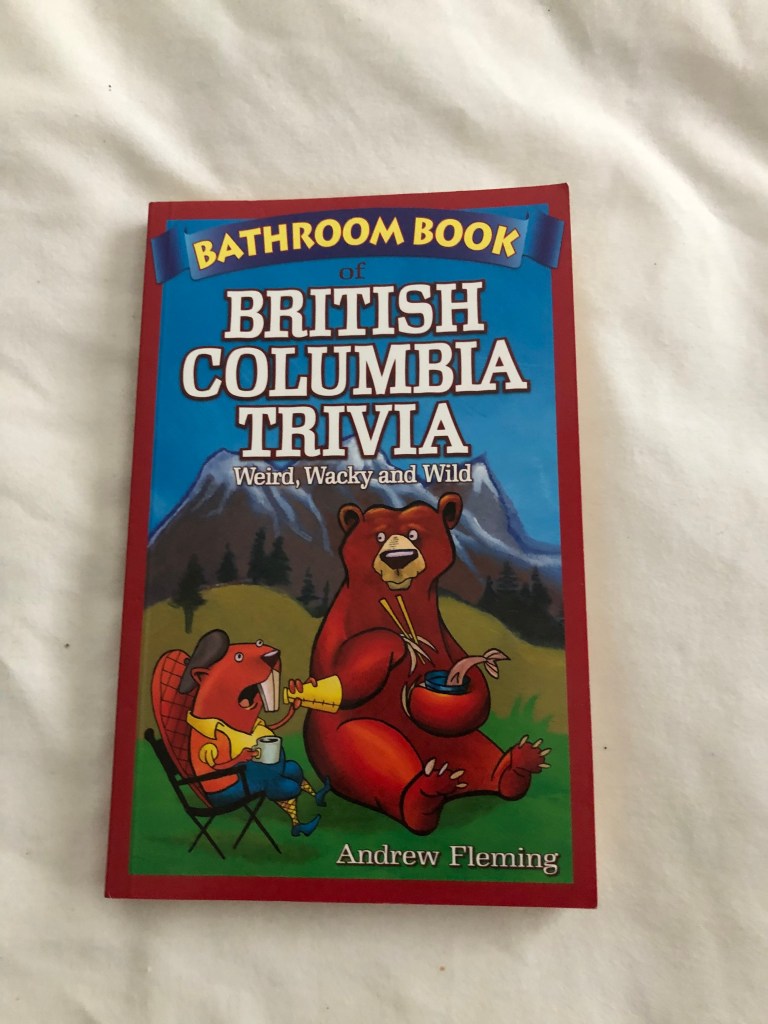 BATHROOM BOOK
of
BRITISH
COLUMBIA
TRIVIA
Weird, Wacky and Wild
Andrew Fleming